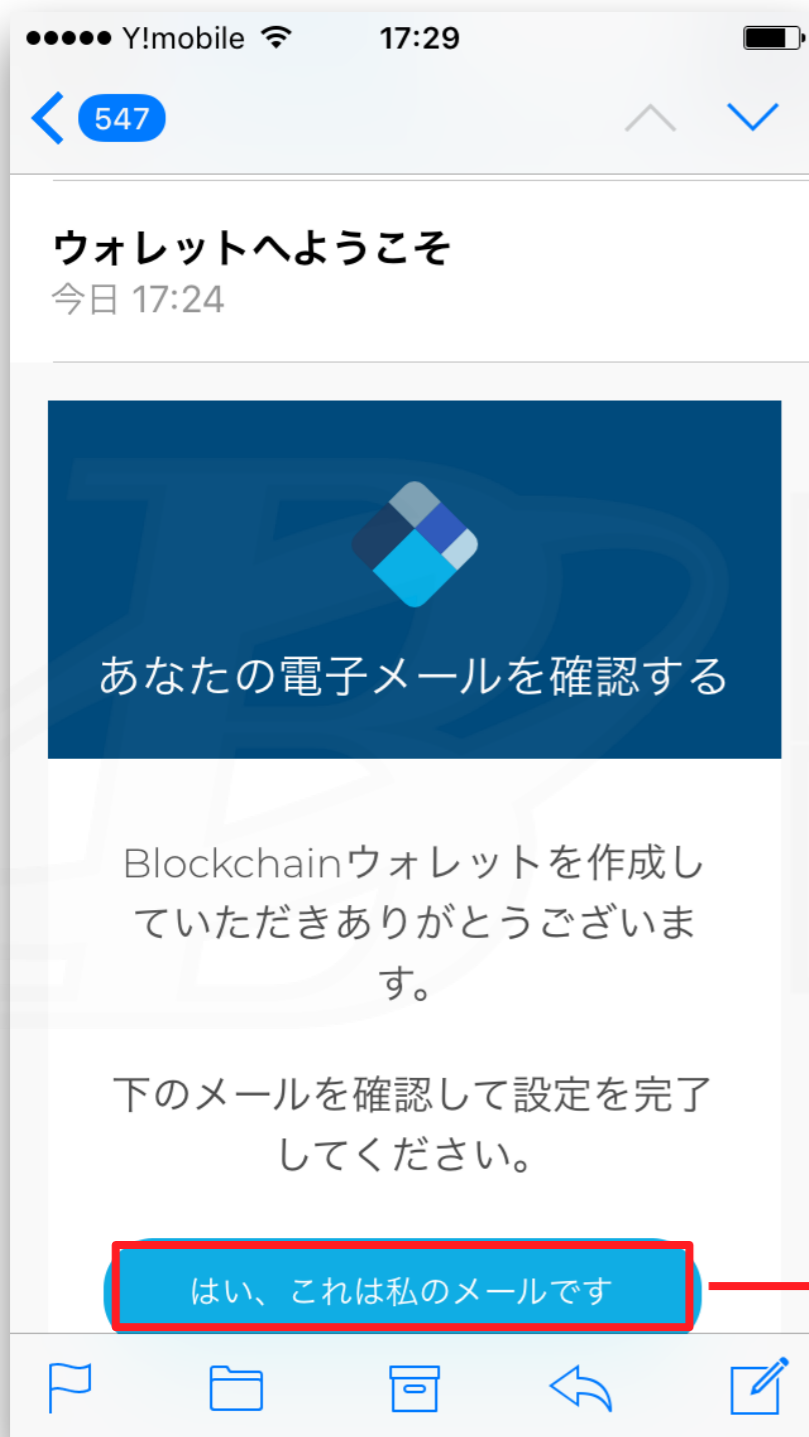 Y!mobile 17:29
547
ウォレットへようこそ
今日 17:24
あなたの電子メールを確認する
Blockchainウォレットを作成し
ていただきありがとうございま
す。
下のメールを確認して設定を完了
してください。
はい、これは私のメールです